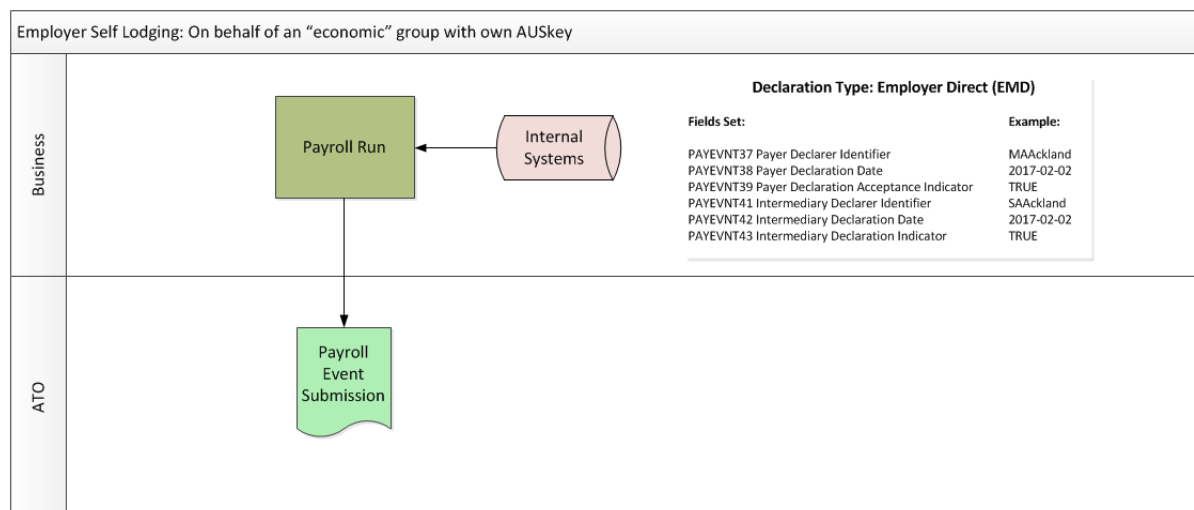 Employer Self Lodging: On behalf of an “economic” group with own AUSkey
Business
Payroll Run
Internal
Systems
Declaration Type: Employer Direct (EMD)
Fields Set: Example:
PAYEVNT37 Payer Declarer Identifier MAAckland
PAYEVNT38 Payer Declaration Date 2017-02-02
PAYEVNT39 Payer Declaration Acceptance Indicator TRUE
PAYEVNT41 Intermediary Declarer Identifier SAAckland
PAYEVNT42 Intermediary Declaration Date 2017-02-02
PAYEVNT43 Intermediary Declaration Indicator TRUE
ATO
Payroll
Event
Submission